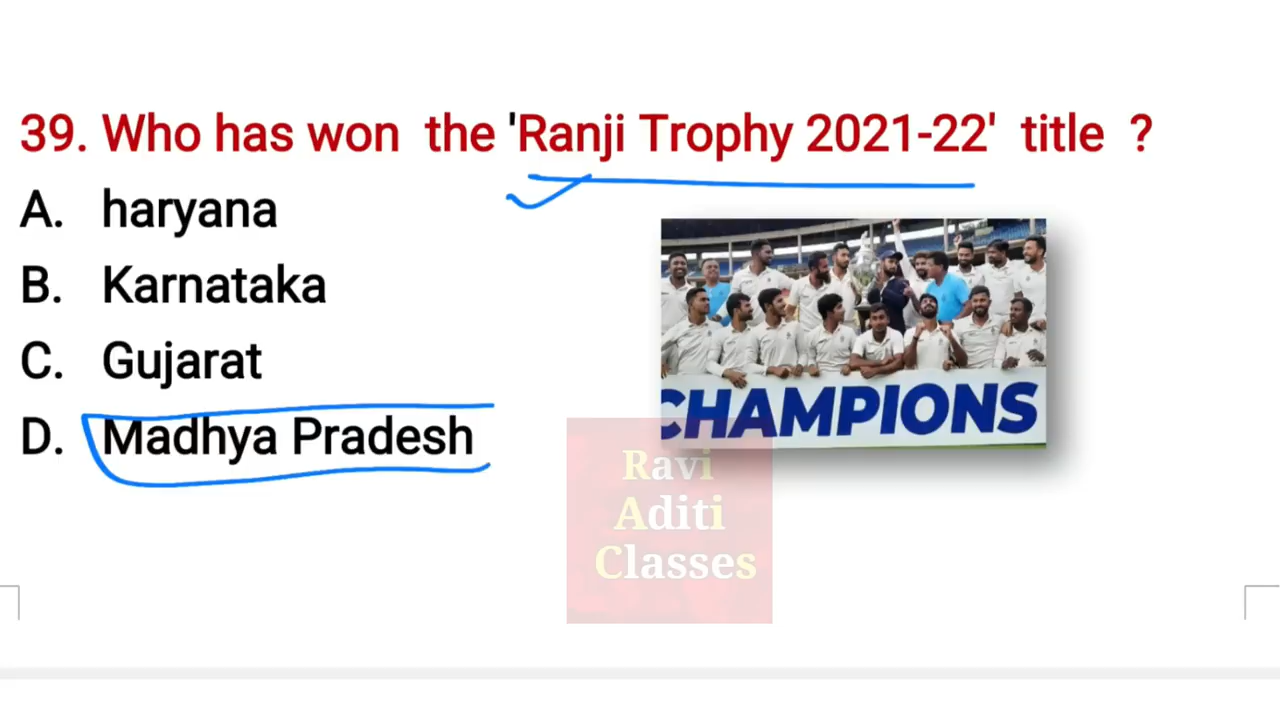 39. Who has won the 'Ranji Trophy 2021-22' title ?
A. haryana
B. Karnataka
C. Gujarat
D. Madhya Pradesh
CHAMPIONS
Ravi
Aditi
Classes